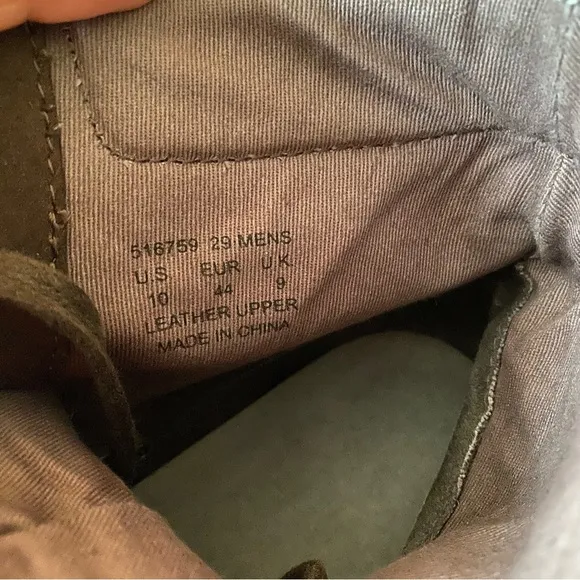 516759 29 MENS
U.S. EUR U.K.
10 44 9
LEATHER UPPER
MADE IN CHINA